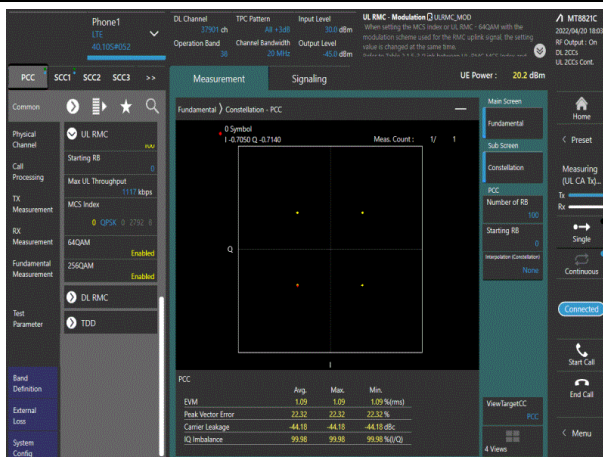 Phone1
LTE
40.105#052
DL Channel
37901 ch
TPC Pattern
All +3dB
Input Level
30.0 dBm
Operation Band
38
Channel Bandwidth
20 MHz
Output Level
-45.0 dBm
UL RMC - Modulation ULRMC_MOD
When setting the MCS Index or UL RMC - 64QAM with the
modulation scheme used for the RMC uplink signal, the setting
value is changed at the same time.
MT8821C
2022/04/20 18:03
RF Output : On
DL 2CCs
UL 2CCs Cont.
PCC
SCC1
SCC2
SCC3
>>
Measurement
Signaling
UE Power : 20.2 dBm
Common
Physical
Channel
Call
Processing
TX
Measurement
RX
Measurement
Fundamental
Measurement
Test
Parameter
Band
Definition
External
Loss
System
Config
UL RMC
Starting RB
0
Max UL Throughput
1117 kbps
MCS Index
0 QPSK 0 2792 6
64QAM
Enabled
256QAM
Enabled
DL RMC
TDD
Fundamental
Constellation - PCC
0 Symbol
I -0.7050 Q -0.7140
Meas. Count : 1/ 1
Q
I
PCC
Avg. Max. Min.
EVM 1.09 1.09 1.09 %(rms)
Peak Vector Error 22.32 22.32 22.32 %
Carrier Leakage -44.18 -44.18 -44.18 dBc
IQ Imbalance 99.98 99.98 99.98 %(I/Q)
Main Screen
Fundamental
Sub Screen
Constellation
PCC
Number of RB
100
Starting RB
0
Interpolation (Constellation)
None
ViewTargetCC
PCC
4 Views
Home
< Preset
Measuring
(UL CA Tx)...
Tx
Rx
Single
Continuous
Connected
Start Call
End Call
< Menu